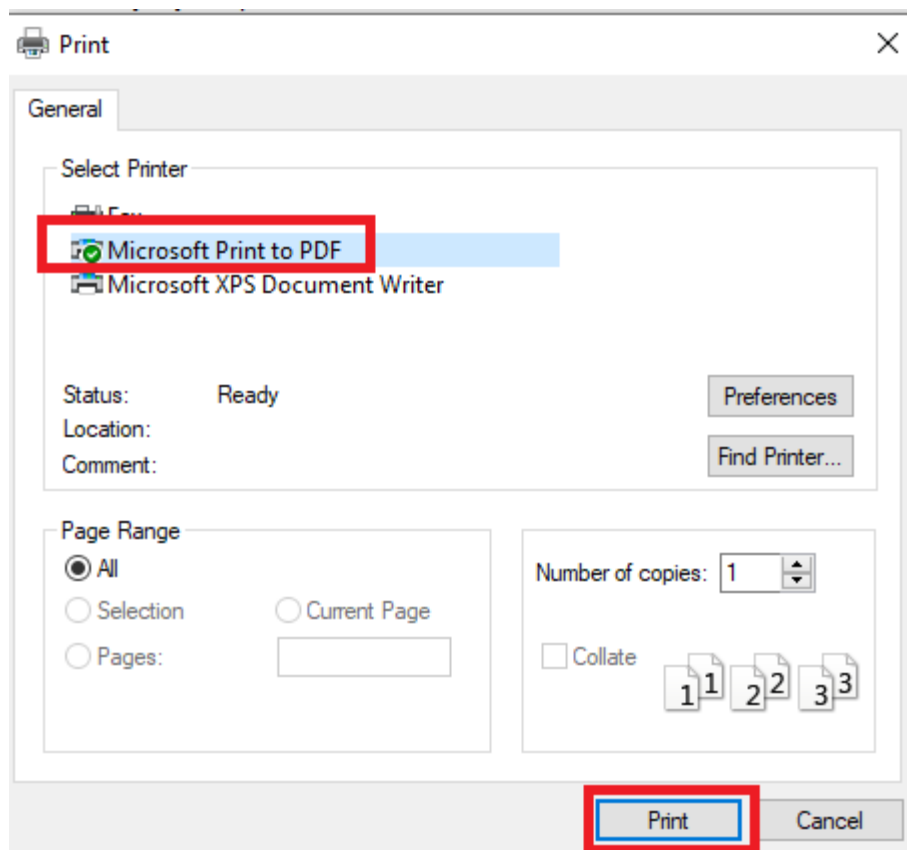 Print
General
Select Printer
Microsoft Print to PDF
Microsoft XPS Document Writer
Status: Ready
Preferences
Location:
Comment:
Find Printer...
Page Range
All
Number of copies: 1
Selection Current Page
Pages:
Collate
1 1 2 2 3 3
Print Cancel